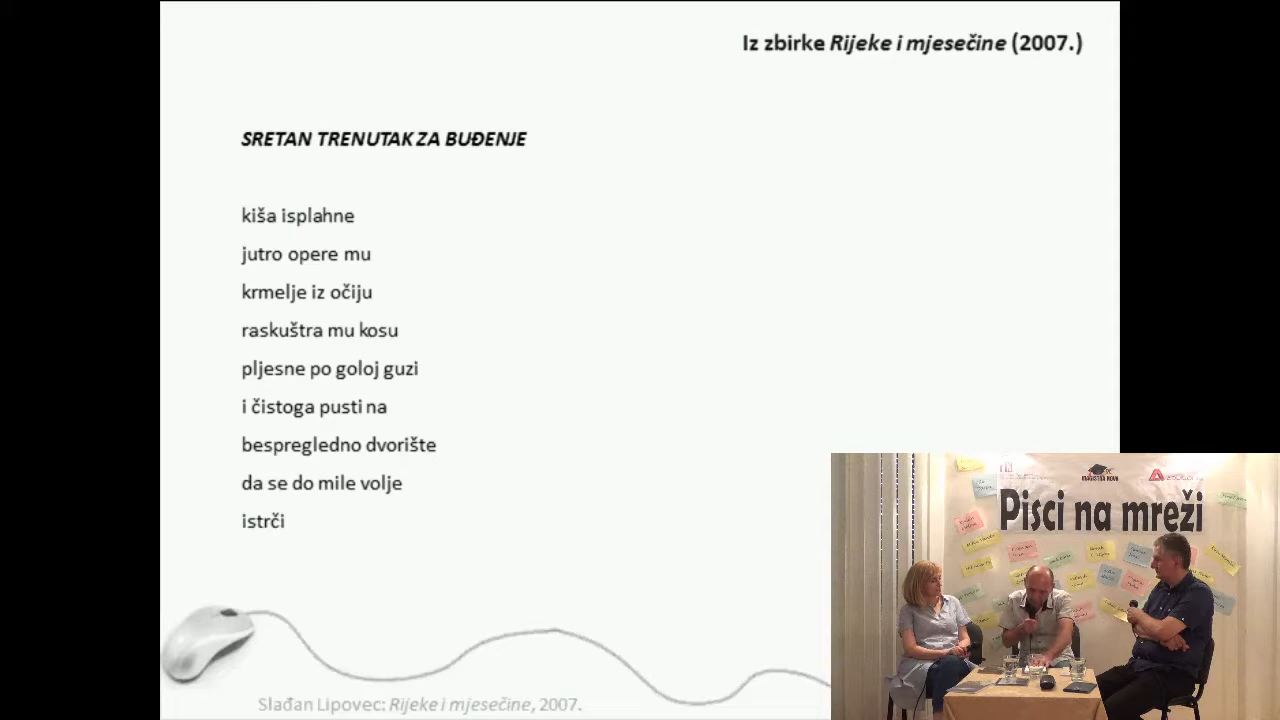 Iz zbirke Rijeke i mjesečine (2007.)
SRETAN TRENUTAK ZA BUĐENJE
kiša isplahne
jutro opere mu
krmelje iz očiju
raskuštra mu kosu
pljesne po goloj guzi
i čistoga pusti na
bespregledno dvorište
da se do mile volje
istrči
Slađan Lipovec: Rijeke i mjesečine, 2007.
MAGISTRA NOVA
Pisci na mreži